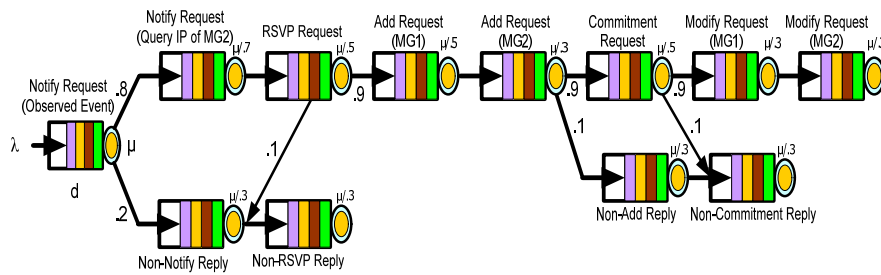 Notify Request
(Query IP of MG2)
RSVP Request
Add Request
(MG1)
Add Request
(MG2)
Commitment
Request
Modify Request
(MG1)
Modify Request
(MG2)
μ/.7
μ/.5
μ/.5
μ/.3
μ/.5
μ/.3
μ/.3
Notify Request
(Observed Event)
.8
.9
.9
.9
λ
μ
d
.1
.1
.1
.2
μ/.3
μ/.3
μ/.3
μ/.3
Non-Add Reply
Non-Commitment Reply
Non-Notify Reply
Non-RSVP Reply